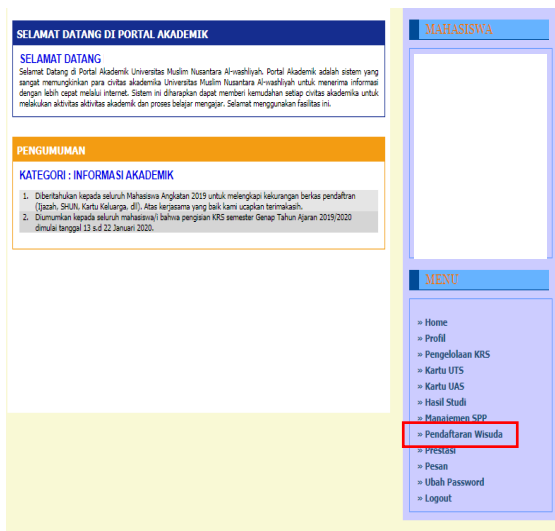 SELAMAT DATANG DI PORTAL AKADEMIK
SELAMAT DATANG
Selamat Datang di Portal Akademik Universitas Muslim Nusantara Al-washliyah. Portal Akademik adalah sistem yang
sangat memungkinkan para civitas akademika Universitas Muslim Nusantara Al-washliyah untuk menerima informasi
dengan lebih cepat melalui internet. Sistem ini diharapkan dapat memberi kemudahan setiap civitas akademika untuk
melakukan aktivitas aktivitas akademik dan proses belajar mengajar. Selamat menggunakan fasilitas ini.
PENGUMUMAN
KATEGORI : INFORMASI AKADEMIK
1. Diberitahukan kepada seluruh Mahasiswa Angkatan 2019 untuk melengkapi kekurangan berkas pendaftran
(Ijazah, SHUN, Kartu Keluarga, dll). Atas kerjasama yang baik kami ucapkan terimakasih.
2. Diumumkan kepada seluruh mahasiswa/i bahwa pengisian KRS semester Genap Tahun Ajaran 2019/2020
dimulai tanggal 13 s.d 22 Januari 2020.
MAHASISWA
MENU
» Home
» Profil
» Pengelolaan KRS
» Kartu UTS
» Kartu UAS
» Hasil Studi
» Manajemen SPP
» Pendaftaran Wisuda
» Prestasi
» Pesan
» Ubah Password
» Logout